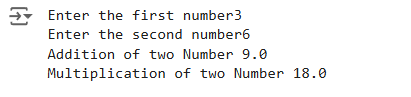 Enter the first number3
Enter the second number6
Addition of two Number 9.0
Multiplication of two Number 18.0